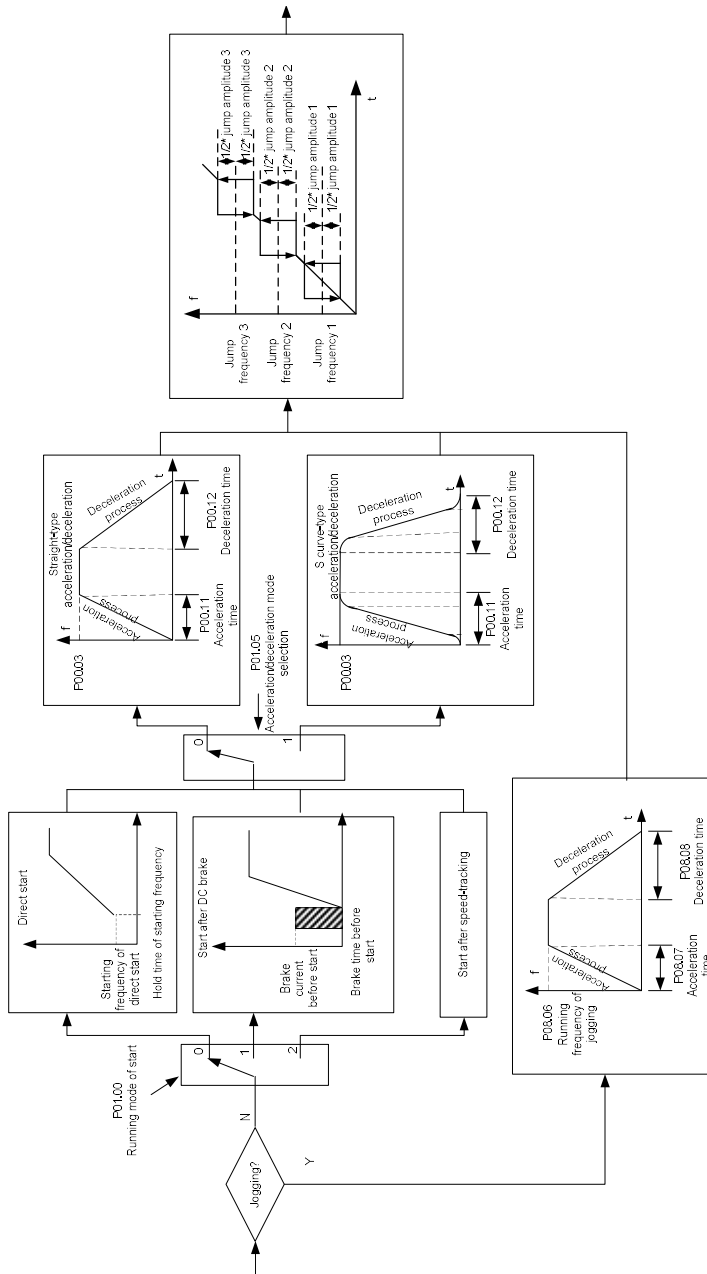 Jogging?
N
Y
P01.00
Running mode of start
0
1
2
Direct start
Starting
frequency of
direct start
Hold time of starting frequency
Start after DC brake
Brake
current
before start
Brake time before
start
Start after speed-tracking
P08.06
Running
frequency of
jogging
f
t
Acceleration
process
Deceleration
process
P08.07
Acceleration
time
P08.08
Deceleration time
0
1
P01.05
Acceleration/deceleration mode
selection
Straight-type
acceleration/deceleration
P00.03
f
t
Acceleration
process
Deceleration
process
P00.11
Acceleration
time
P00.12
Deceleration time
S curve-type
acceleration/deceleration
P00.03
f
t
Acceleration
process
Deceleration
process
P00.11
Acceleration
time
P00.12
Deceleration time
f
t
Jump
frequency 3
Jump
frequency 2
Jump
frequency 1
1/2* jump amplitude 3
1/2* jump amplitude 3
1/2* jump amplitude 2
1/2* jump amplitude 2
1/2* jump amplitude 1
1/2* jump amplitude 1